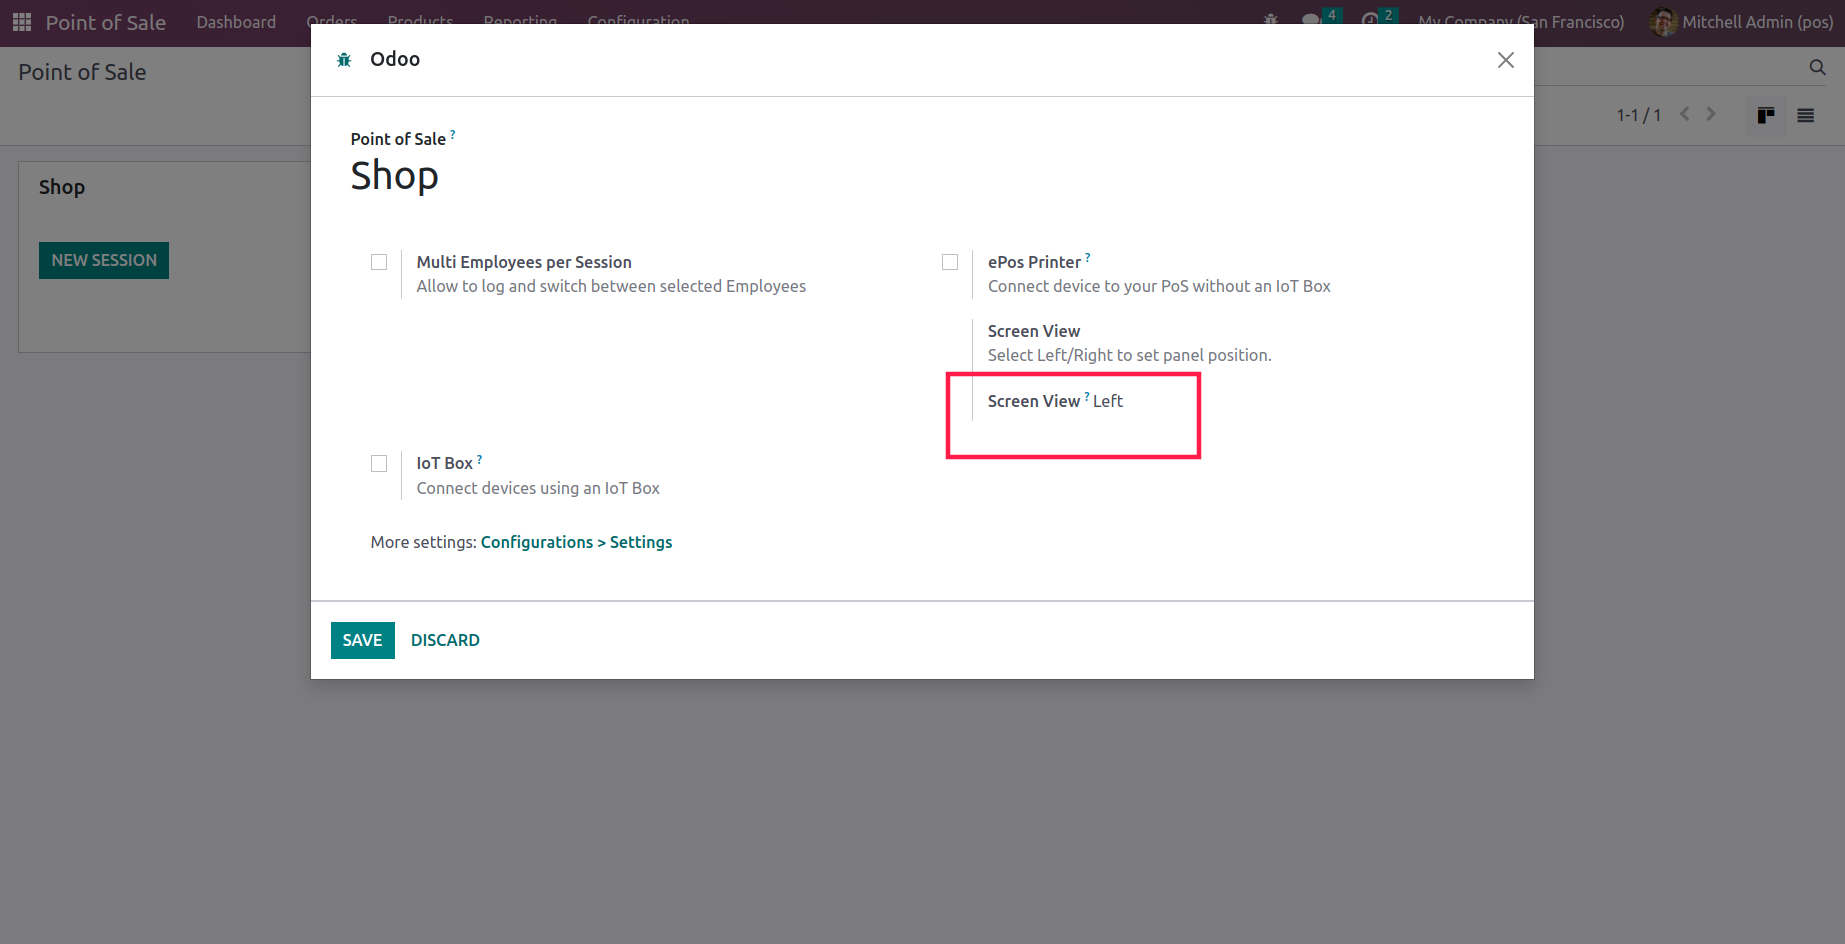 Point of Sale Dashboard Orders Products Reporting Configuration 4 2 My Company (San Francisco) Mitchell Admin (pos)
Odoo
Point of Sale
1-1 / 1
Shop
NEW SESSION
Point of Sale ?
Shop
Multi Employees per Session
Allow to log and switch between selected Employees
ePos Printer ?
Connect device to your PoS without an IoT Box
Screen View
Select Left/Right to set panel position.
Screen View ? Left
IoT Box ?
Connect devices using an IoT Box
More settings: Configurations > Settings
SAVE DISCARD